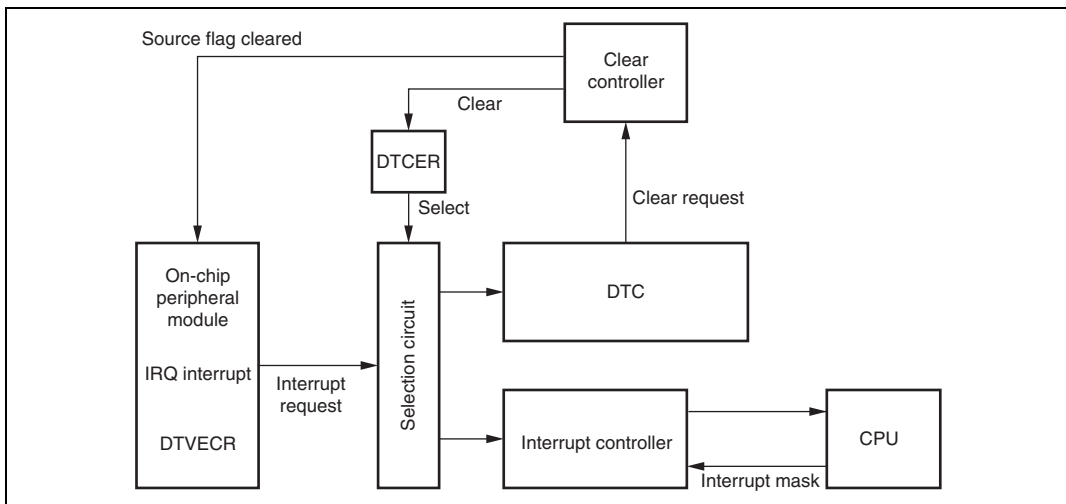 Source flag cleared
Clear
controller
Clear
DTCER
Clear request
Select
On-chip
peripheral
module
Selection circuit
DTC
IRQ interrupt
Interrupt
request
DTVECR
Interrupt controller
CPU
Interrupt mask